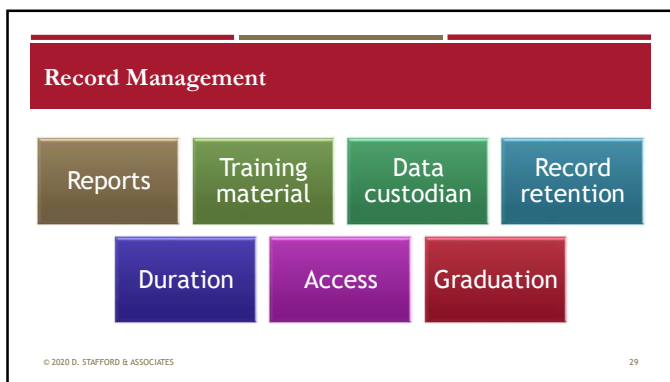 Record Management
Reports
Training
material
Data
custodian
Record
retention
Duration
Access
Graduation
© 2020 D. STAFFORD & ASSOCIATES
29